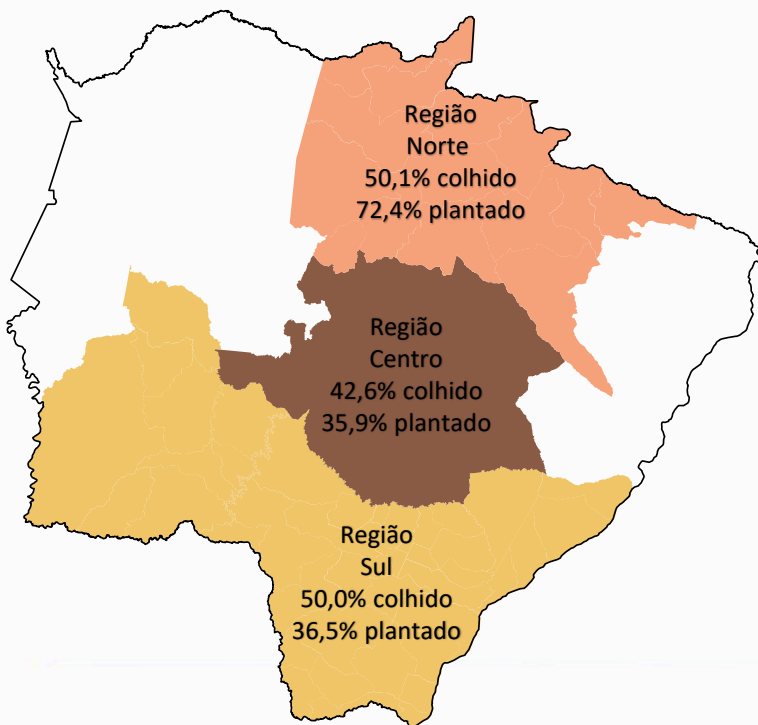 Região
Norte
50,1% colhido
72,4% plantado
Região
Centro
42,6% colhido
35,9% plantado
Região
Sul
50,0% colhido
36,5% plantado